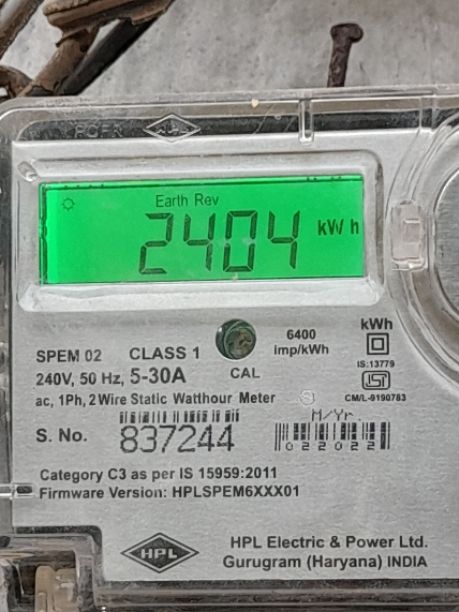 Earth Rev
2404 kWh
SPEM 02 CLASS 1 6400 imp/kWh kWh
240V, 50 Hz, 5-30A CAL IS:13779
ac, 1Ph, 2Wire Static Watthour Meter S CM/L-9190783
M/Yr.
S. No. 837244 022022
Category C3 as per IS 15959:2011
Firmware Version: HPLSPEM6XXX01
HPL HPL Electric & Power Ltd.
Gurugram (Haryana) INDIA